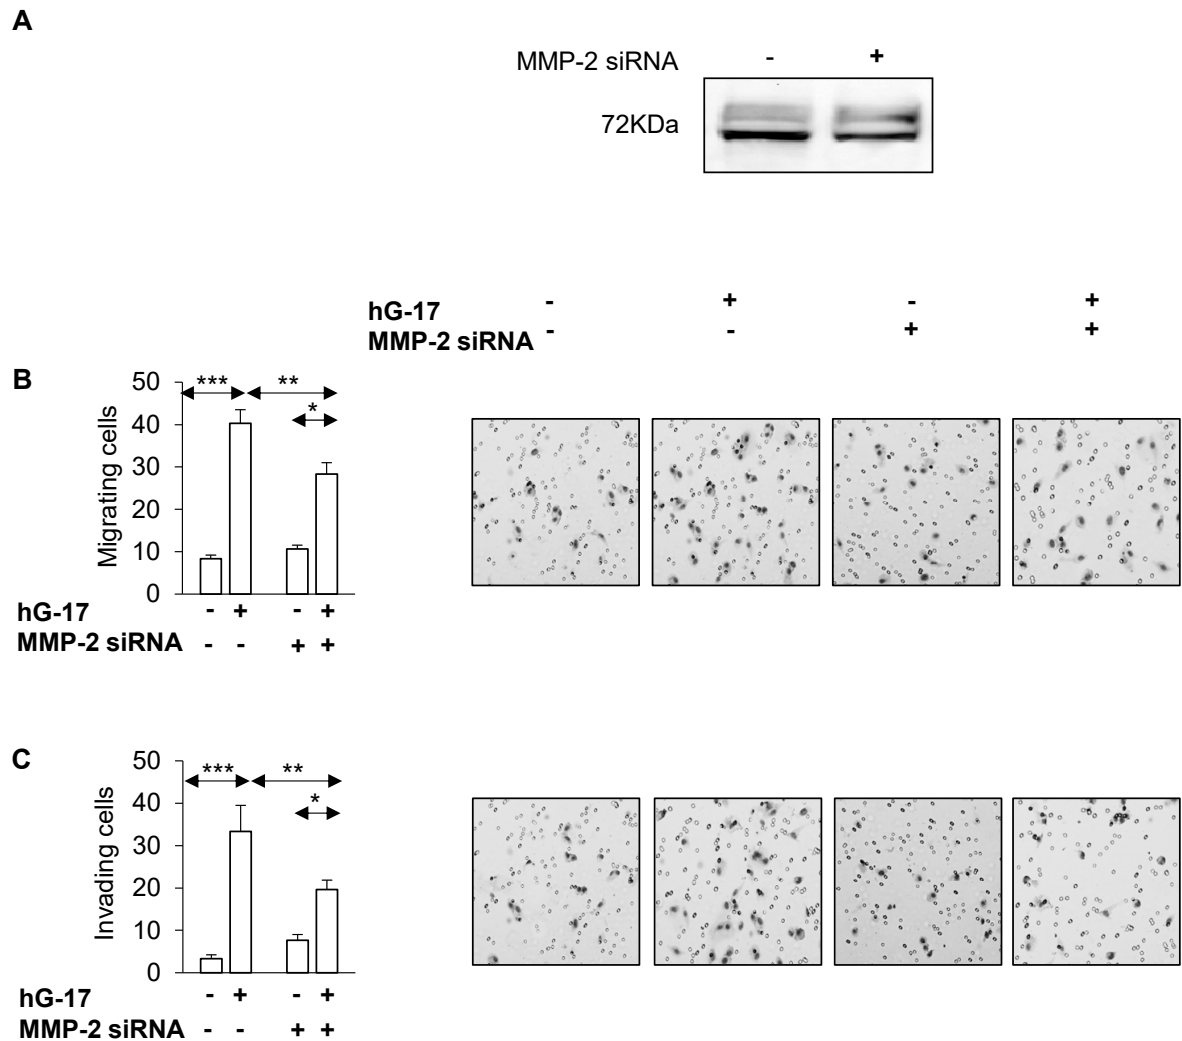 A
MMP-2 siRNA - +
72KDa
hG-17 - + - +
MMP-2 siRNA - - + +
B
Migrating cells
50
40
30
20
10
0
*** **
*
hG-17 - + - +
MMP-2 siRNA - - + +
C
Invading cells
50
40
30
20
10
0
*** **
*
hG-17 - + - +
MMP-2 siRNA - - + +